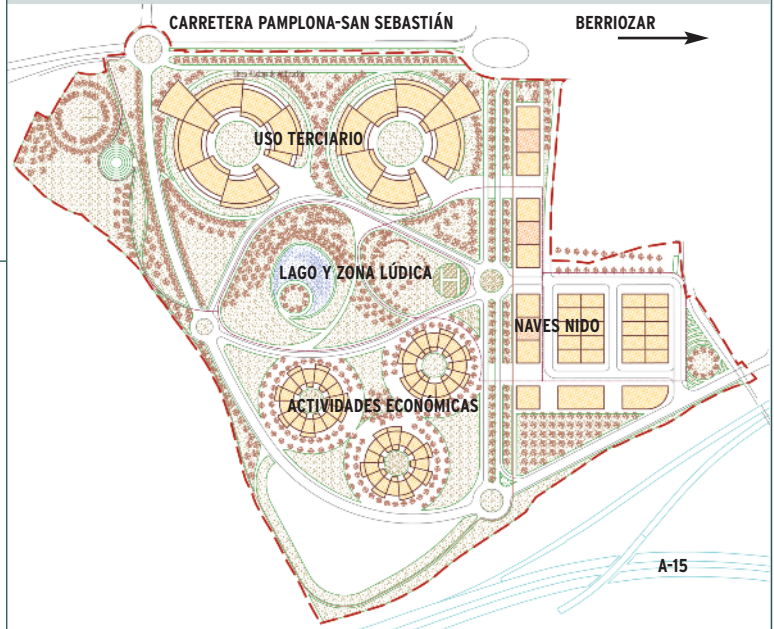 CARRETERA PAMPLONA-SAN SEBASTIÁN
BERRIOZAR
USO TERCIARIO
LAGO Y ZONA LÚDICA
NAVES NIDO
ACTIVIDADES ECONÓMICAS
A-15